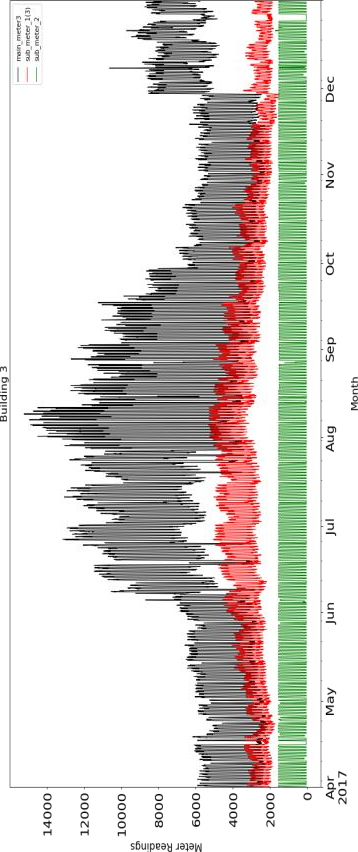 Building 3
main_meter3
sub_meter_1(3)
sub_meter_2
Meter Readings
14000
12000
10000
8000
6000
4000
2000
0
Apr
2017
May
Jun
Jul
Aug
Sep
Oct
Nov
Dec
Month